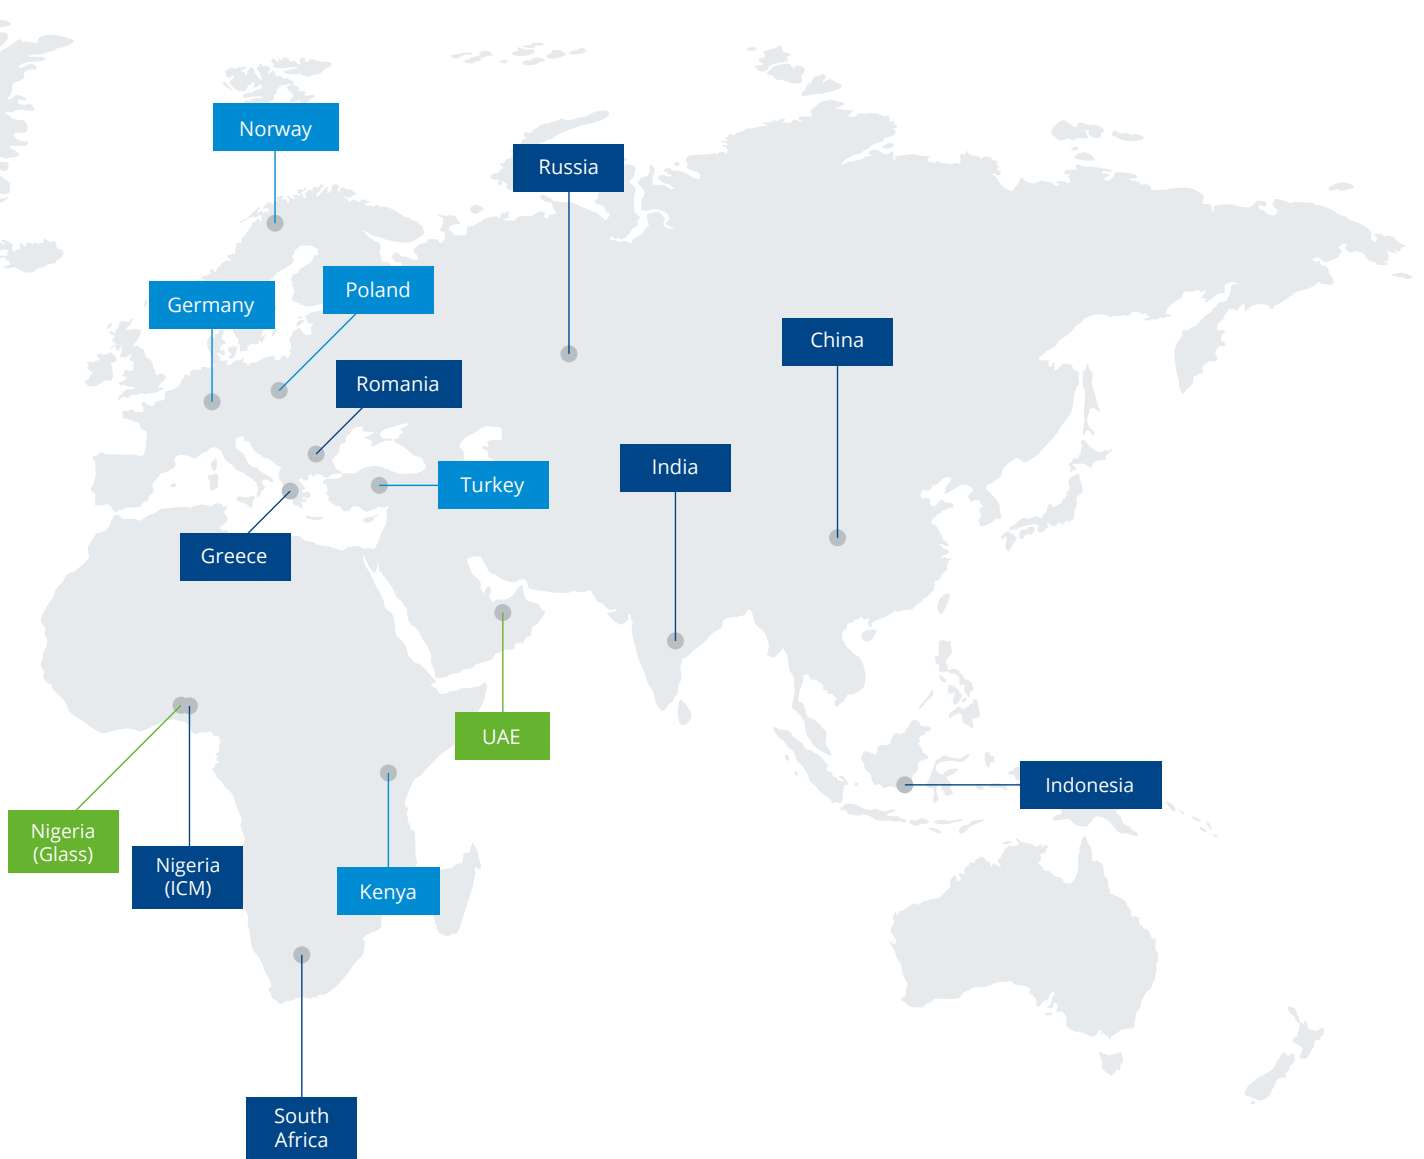 Norway
Russia
Germany
Poland
China
Romania
India
Turkey
Greece
UAE
Indonesia
Nigeria
(Glass)
Nigeria
(ICM)
Kenya
South
Africa